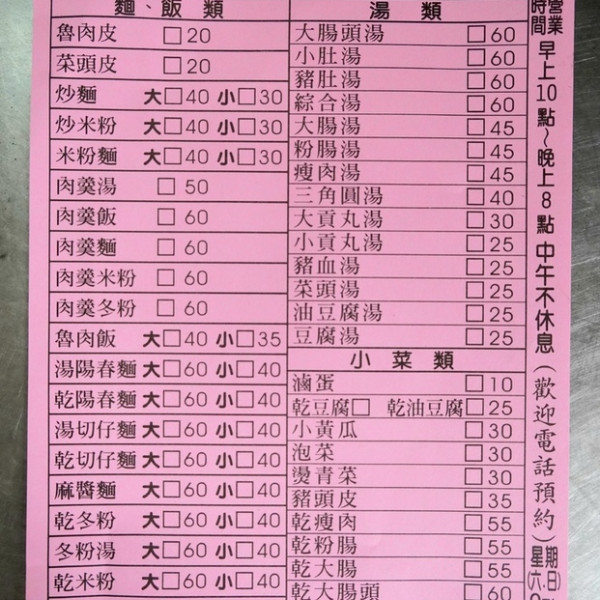 麵、飯類
魯肉皮 □20
菜頭皮 □20
炒麵 大□40 小□30
炒米粉 大□40 小□30
米粉麵 大□40 小□30
肉羹湯 □ 50
肉羹飯 □ 60
肉羹麵 □ 60
肉羹米粉 □ 60
肉羹冬粉 □ 60
魯肉飯 大□40 小□35
湯陽春麵 大□60 小□40
乾陽春麵 大□60 小□40
湯切仔麵 大□60 小□40
乾切仔麵 大□60 小□40
麻醬麵 大□60 小□40
乾冬粉 大□60 小□40
冬粉湯 大□60 小□40
乾米粉 大□60 小□40
湯類
大腸頭湯 □60
小肚湯 □60
豬肚湯 □60
綜合湯 □60
大腸湯 □45
粉腸湯 □45
瘦肉湯 □45
三角圓湯 □40
大貢丸湯 □30
小貢丸湯 □25
豬血湯 □25
菜頭湯 □25
油豆腐湯 □25
豆腐湯 □25
小菜類
滷蛋 □10
乾豆腐□ 乾油豆腐□25
小黃瓜 □30
泡菜 □30
燙青菜 □30
豬頭皮 □35
乾瘦肉 □55
乾粉腸 □55
乾大腸 □55
乾大腸頭 □60
營業時間
早上10點～晚上8點 中午不休息(歡迎電話預約)
星期(六.日)